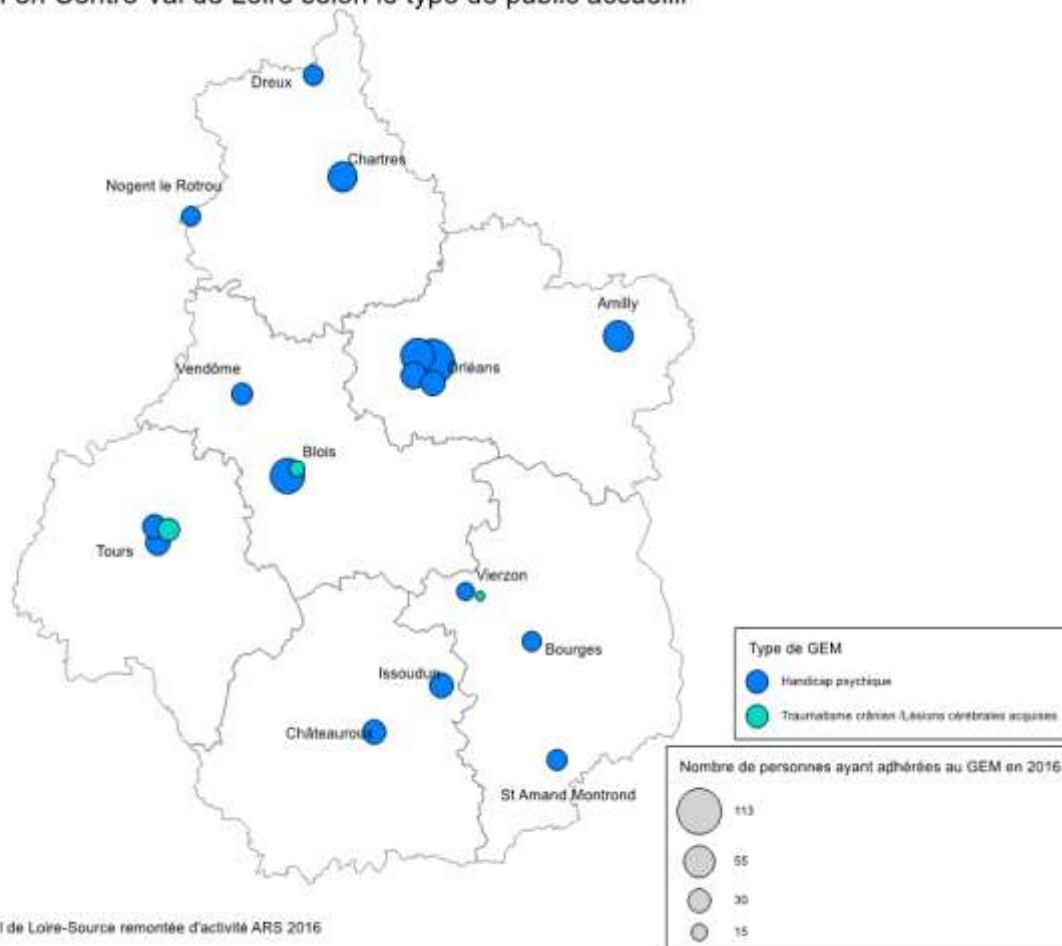 en Centre Val de Loire selon le type de public accueilli
Dreux
Chartres
Nogent le Rotrou
Amilly
Vendôme
Orléans
Blois
Tours
Vierzon
Bourges
Issoudun
Châteauroux
St Amand Montrond
Type de GEM
Handicap psychique
Traumatisme crânien /Lésions cérébrales acquises
Nombre de personnes ayant adhérées au GEM en 2016
113
55
30
15
l de Loire-Source remontée d'activité ARS 2016